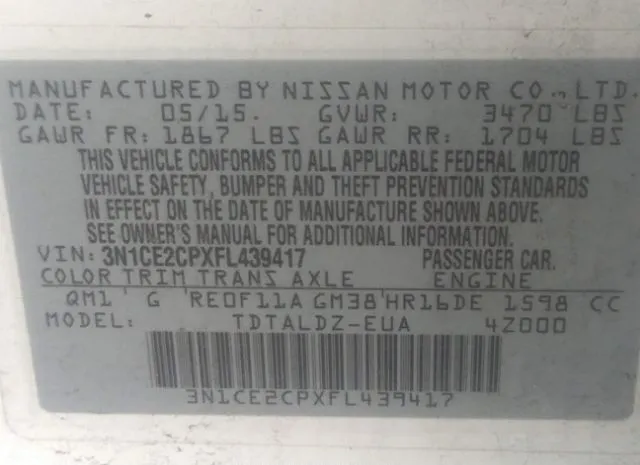 MANUFACTURED BY NISSAN MOTOR CO., LTD.
DATE: 05/15. GVWR: 3470 LBS
GAWR FR: 1867 LBS GAWR RR: 1704 LBS
THIS VEHICLE CONFORMS TO ALL APPLICABLE FEDERAL MOTOR
VEHICLE SAFETY, BUMPER AND THEFT PREVENTION STANDARDS
IN EFFECT ON THE DATE OF MANUFACTURE SHOWN ABOVE.
SEE OWNER'S MANUAL FOR ADDITIONAL INFORMATION.
VIN: 3N1CE2CPXFL439417 PASSENGER CAR.
COLOR TRIM TRANS AXLE ENGINE
QM1 G RE0F11A GM38 HR16DE 1598 CC
MODEL: TDTALDZ-EUA 4Z000
3N1CE2CPXFL439417